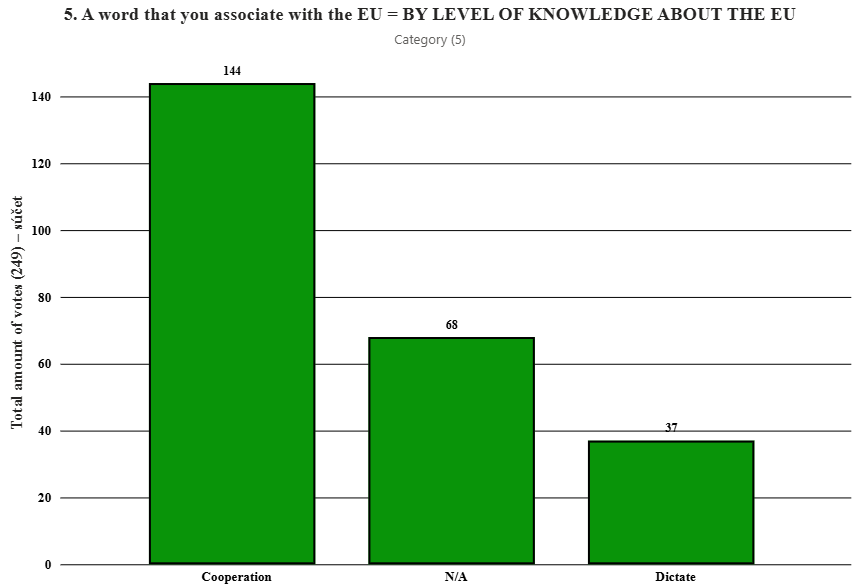 5. A word that you associate with the EU = BY LEVEL OF KNOWLEDGE ABOUT THE EU
Category (5)
Total amount of votes (249) – súčet
140
120
100
80
60
40
20
0
144
68
37
Cooperation
N/A
Dictate